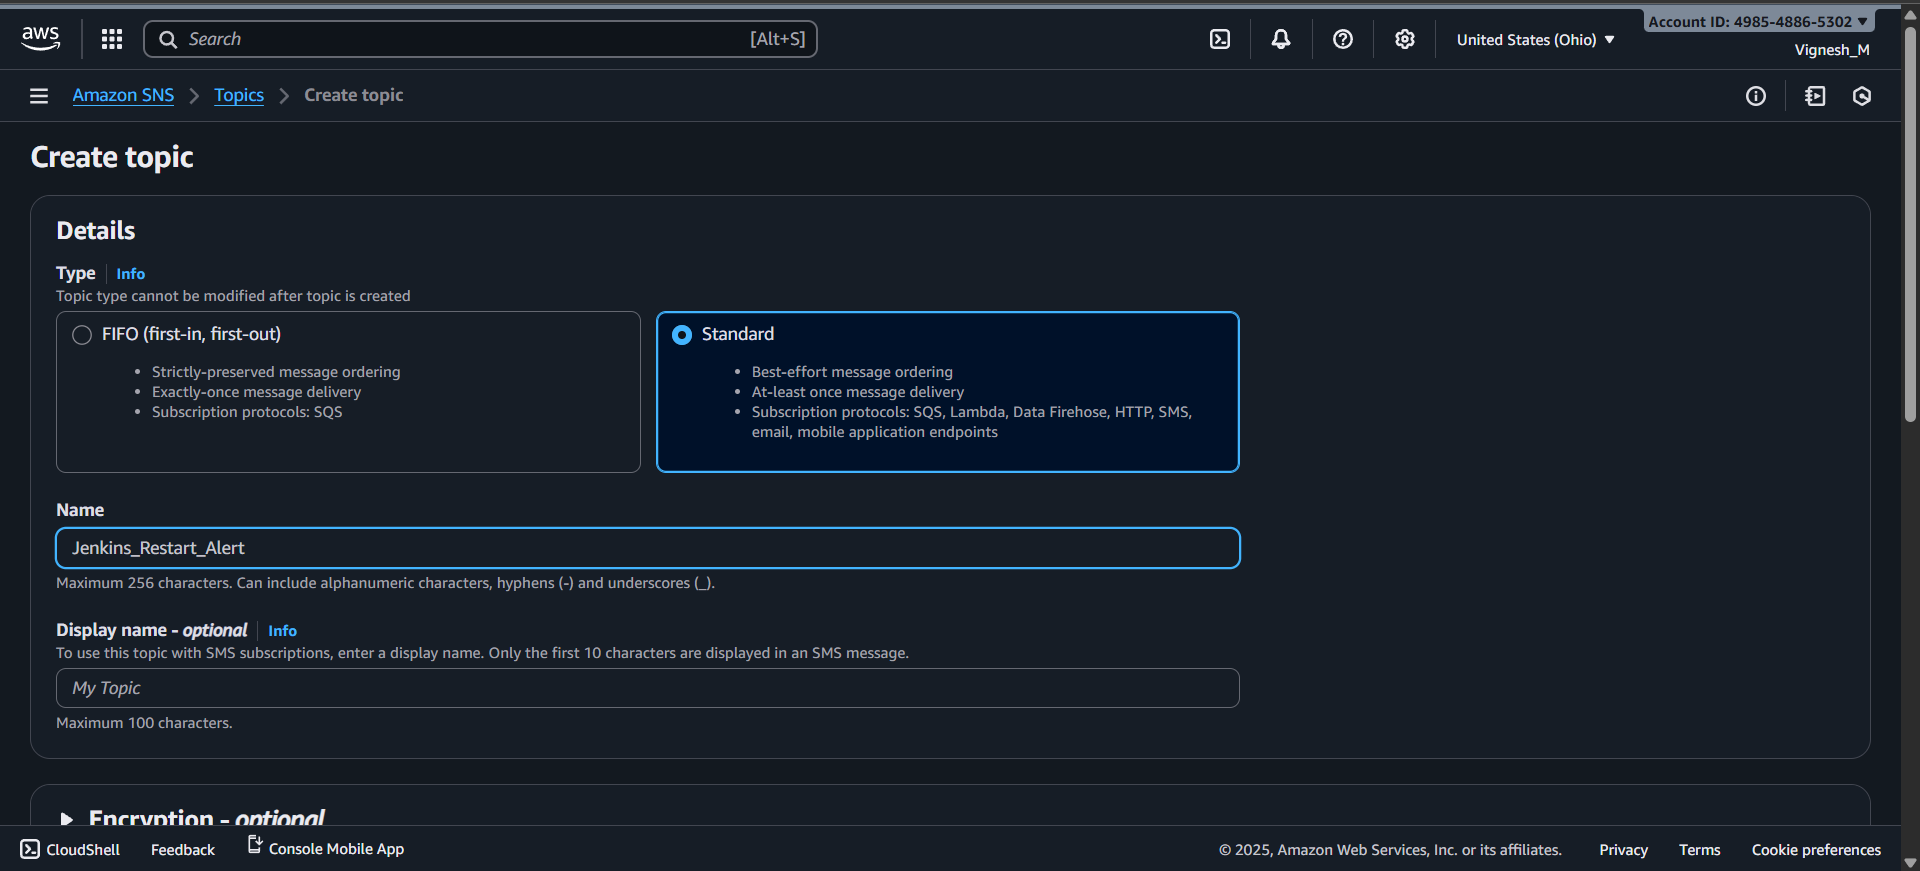 aws
Search
[Alt+S]
United States (Ohio)
Account ID: 4985-4886-5302
Vignesh_M
Amazon SNS
Topics
Create topic
Create topic
Details
Type
Info
Topic type cannot be modified after topic is created
FIFO (first-in, first-out)
• Strictly-preserved message ordering
• Exactly-once message delivery
• Subscription protocols: SQS
Standard
• Best-effort message ordering
• At-least once message delivery
• Subscription protocols: SQS, Lambda, Data Firehose, HTTP, SMS,
email, mobile application endpoints
Name
Jenkins_Restart_Alert
Maximum 256 characters. Can include alphanumeric characters, hyphens (-) and underscores (_).
Display name - optional
Info
To use this topic with SMS subscriptions, enter a display name. Only the first 10 characters are displayed in an SMS message.
My Topic
Maximum 100 characters.
Encryption - optional
CloudShell
Feedback
Console Mobile App
© 2025, Amazon Web Services, Inc. or its affiliates.
Privacy
Terms
Cookie preferences